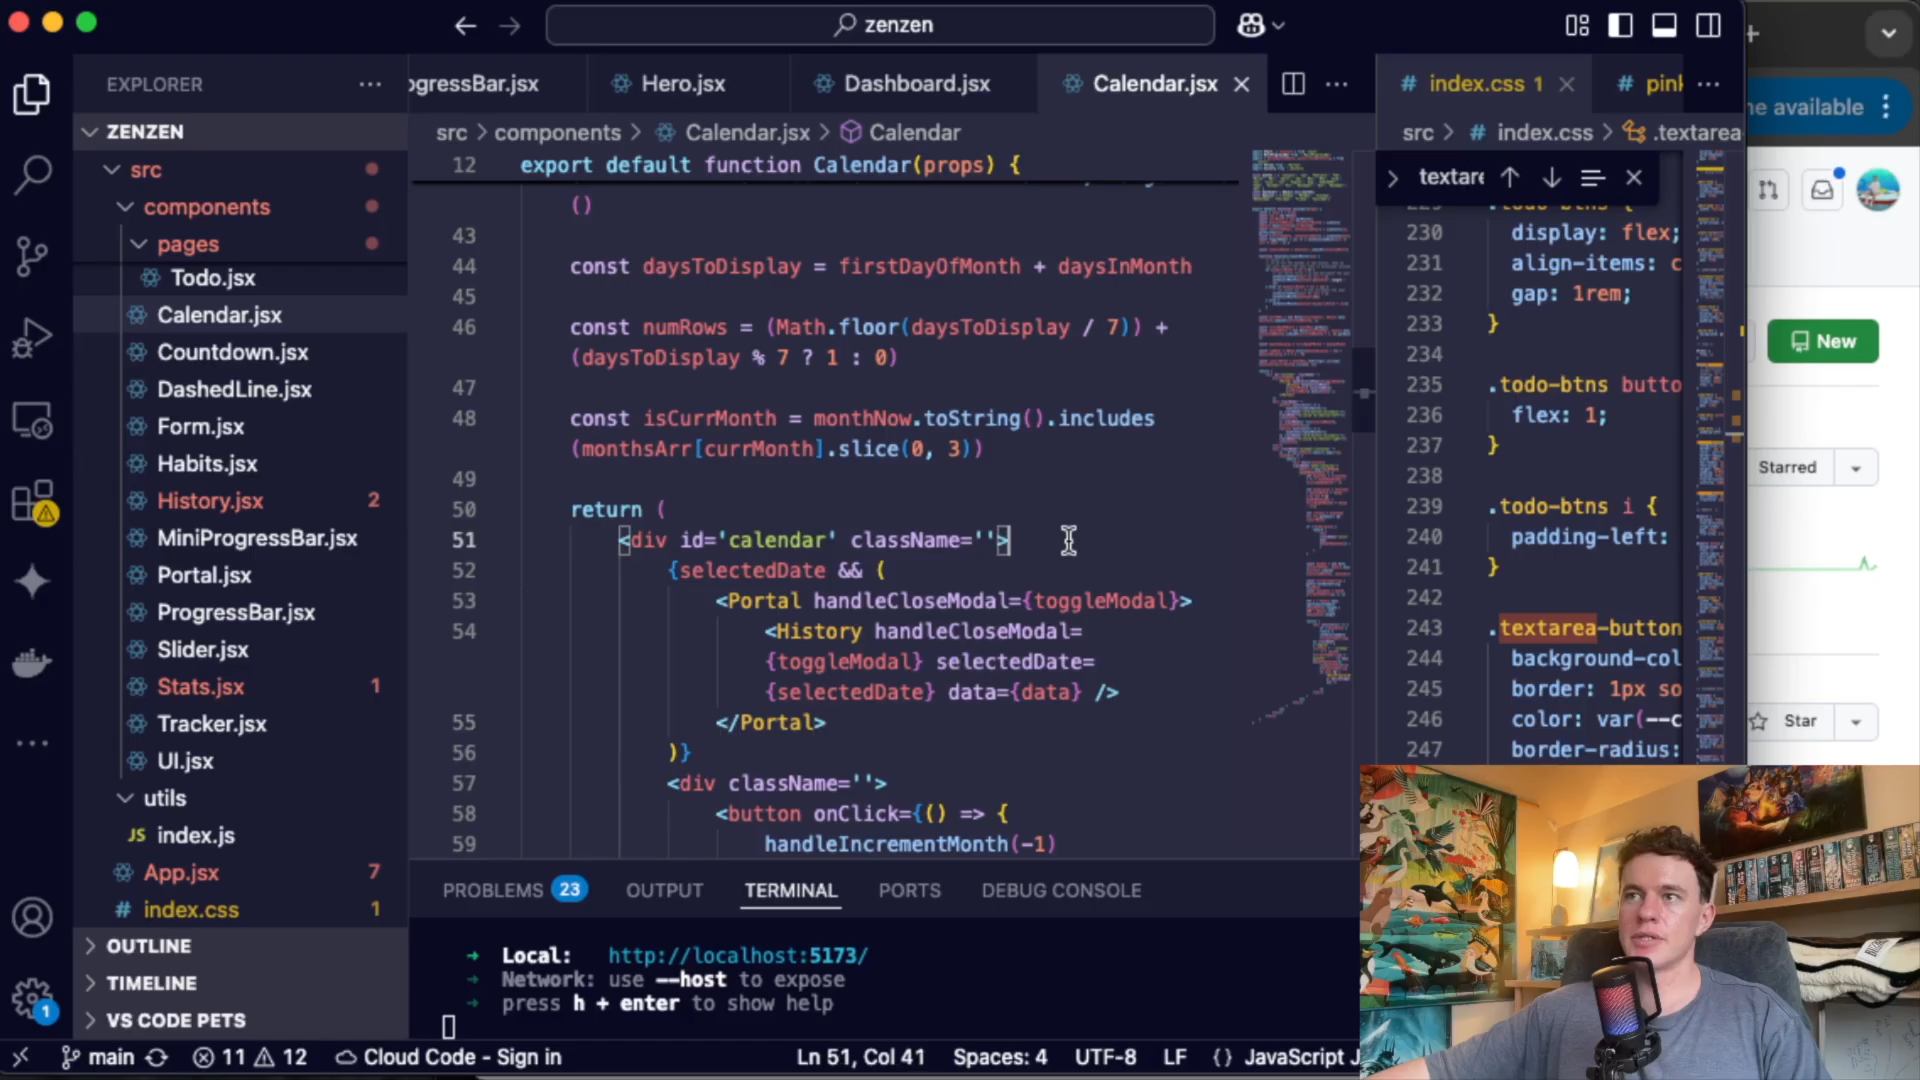 zenzen
EXPLORER
ZENZEN
src
components
pages
Todo.jsx
Calendar.jsx
Countdown.jsx
DashedLine.jsx
Form.jsx
Habits.jsx
History.jsx 2
MiniProgressBar.jsx
Portal.jsx
ProgressBar.jsx
Slider.jsx
Stats.jsx 1
Tracker.jsx
UI.jsx
utils
JS index.js
App.jsx 7
# index.css 1
OUTLINE
TIMELINE
VS CODE PETS
1
ogressBar.jsx
Hero.jsx
Dashboard.jsx
Calendar.jsx
src > components > Calendar.jsx > Calendar
12 export default function Calendar(props) {
()
43
44 const daysToDisplay = firstDayOfMonth + daysInMonth
45
46 const numRows = (Math.floor(daysToDisplay / 7)) +
(daysToDisplay % 7 ? 1 : 0)
47
48 const isCurrMonth = monthNow.toString().includes
(monthsArr[currMonth].slice(0, 3))
49
50 return (
51 <div id='calendar' className=''>
52 {selectedDate && (
53 <Portal handleCloseModal={toggleModal}>
54 <History handleCloseModal=
{toggleModal} selectedDate=
{selectedDate} data={data} />
55 </Portal>
56 )}
57 <div className=''>
58 <button onClick={() => {
59 handleIncrementMonth(-1)
# index.css 1
# pink
src > # index.css > .textarea
textare
229 .todo-btns {
230 display: flex;
231 align-items: c
232 gap: 1rem;
233 }
234
235 .todo-btns butto
236 flex: 1;
237 }
238
239 .todo-btns i {
240 padding-left:
241 }
242
243 .textarea-button
244 background-col
245 border: 1px so
246 color: var(--c
247 border-radius:
PROBLEMS 23
OUTPUT
TERMINAL
PORTS
DEBUG CONSOLE
➜ Local: http://localhost:5173/
➜ Network: use --host to expose
➜ press h + enter to show help
main
11 12
Cloud Code - Sign in
Ln 51, Col 41
Spaces: 4
UTF-8
LF
{} JavaScript J
ne available
New
Starred
Star